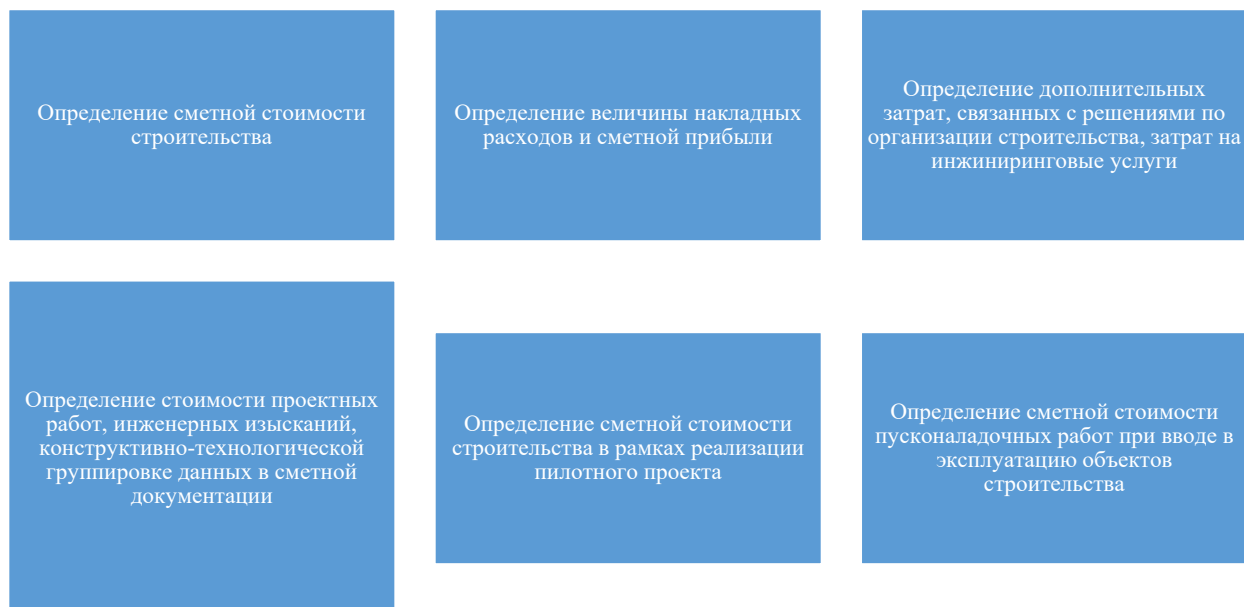 Определение сметной стоимости
строительства
Определение величины накладных
расходов и сметной прибыли
Определение дополнительных
затрат, связанных с решениями по
организации строительства, затрат на
инжиниринговые услуги
Определение стоимости проектных
работ, инженерных изысканий,
конструктивно-технологической
группировке данных в сметной
документации
Определение сметной стоимости
строительства в рамках реализации
пилотного проекта
Определение сметной стоимости
пусконаладочных работ при вводе в
эксплуатацию объектов
строительства